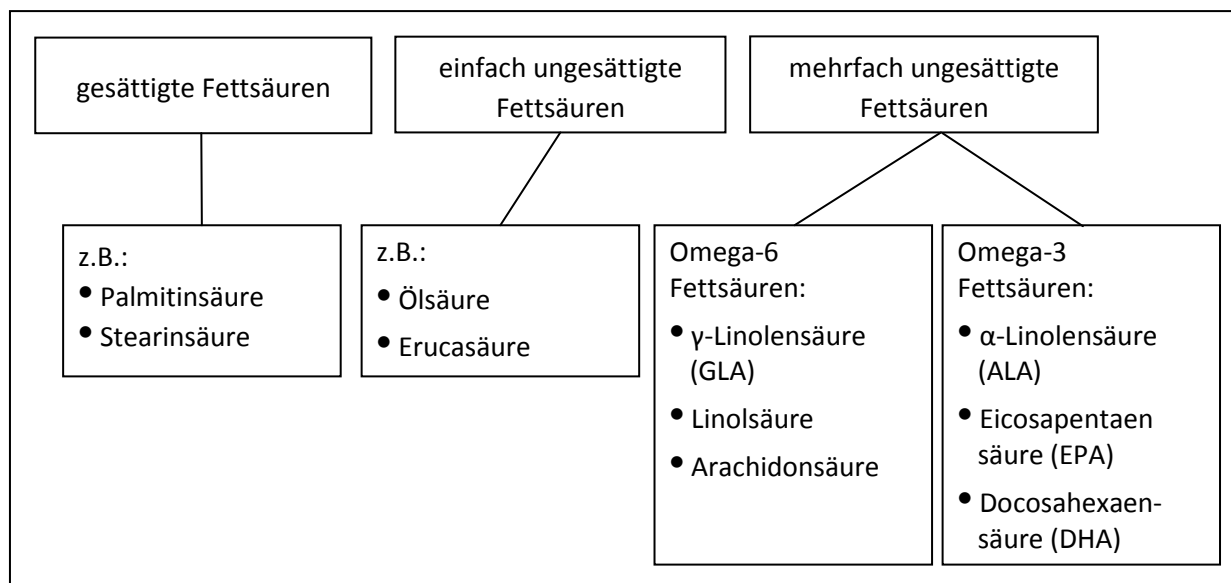 gesättigte Fettsäuren
einfach ungesättigte
Fettsäuren
mehrfach ungesättigte
Fettsäuren
z.B.:
• Palmitinsäure
• Stearinsäure
z.B.:
• Ölsäure
• Erucasäure
Omega-6
Fettsäuren:
• γ-Linolensäure
(GLA)
• Linolsäure
• Arachidonsäure
Omega-3
Fettsäuren:
• α-Linolensäure
(ALA)
• Eicosapentaen
säure (EPA)
• Docosahexaen-
säure (DHA)